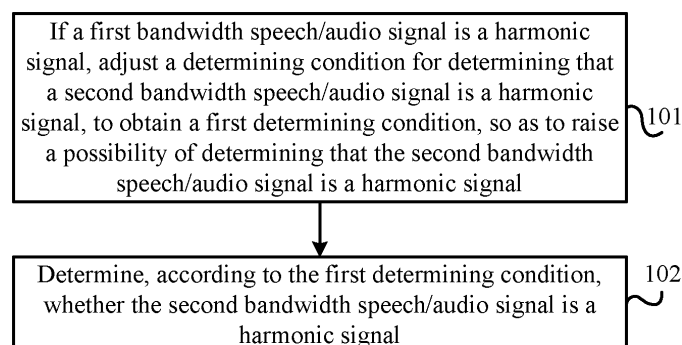 If a first bandwidth speech/audio signal is a harmonic
signal, adjust a determining condition for determining that
a second bandwidth speech/audio signal is a harmonic
signal, to obtain a first determining condition, so as to raise
a possibility of determining that the second bandwidth
speech/audio signal is a harmonic signal
101
Determine, according to the first determining condition,
whether the second bandwidth speech/audio signal is a
harmonic signal
102